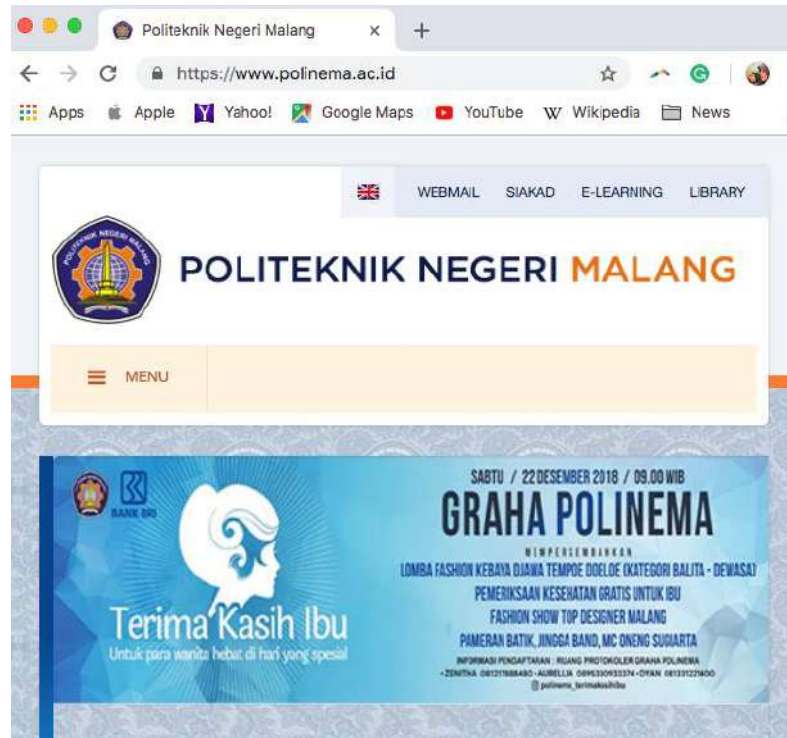 Politeknik Negeri Malang
https://www.polinema.ac.id
Apps Apple Yahoo! Google Maps YouTube Wikipedia News
WEBMAIL SIAKAD E-LEARNING LIBRARY
POLITEKNIK NEGERI MALANG
POLITEKNIK NEGERI MALANG
MENU
BANK BRI
Terima Kasih Ibu
Untuk para wanita hebat di hari yang spesial
SABTU / 22 DESEMBER 2018 / 09.00 WIB
GRAHA POLINEMA
MEMPERSEMBAHKAN
LOMBA FASHION KEBAYA DJAWA TEMPOE DOELOE (KATEGORI BALITA - DEWASA)
PEMERIKSAAN KESEHATAN GRATIS UNTUK IBU
FASHION SHOW TOP DESIGNER MALANG
PAMERAN BATIK, JINGGA BAND, MC ONENG SUGIARTA
INFORMASI PENDAFTARAN : RUANG PROTOKOLER GRAHA POLINEMA
polinema_terimakasihibu